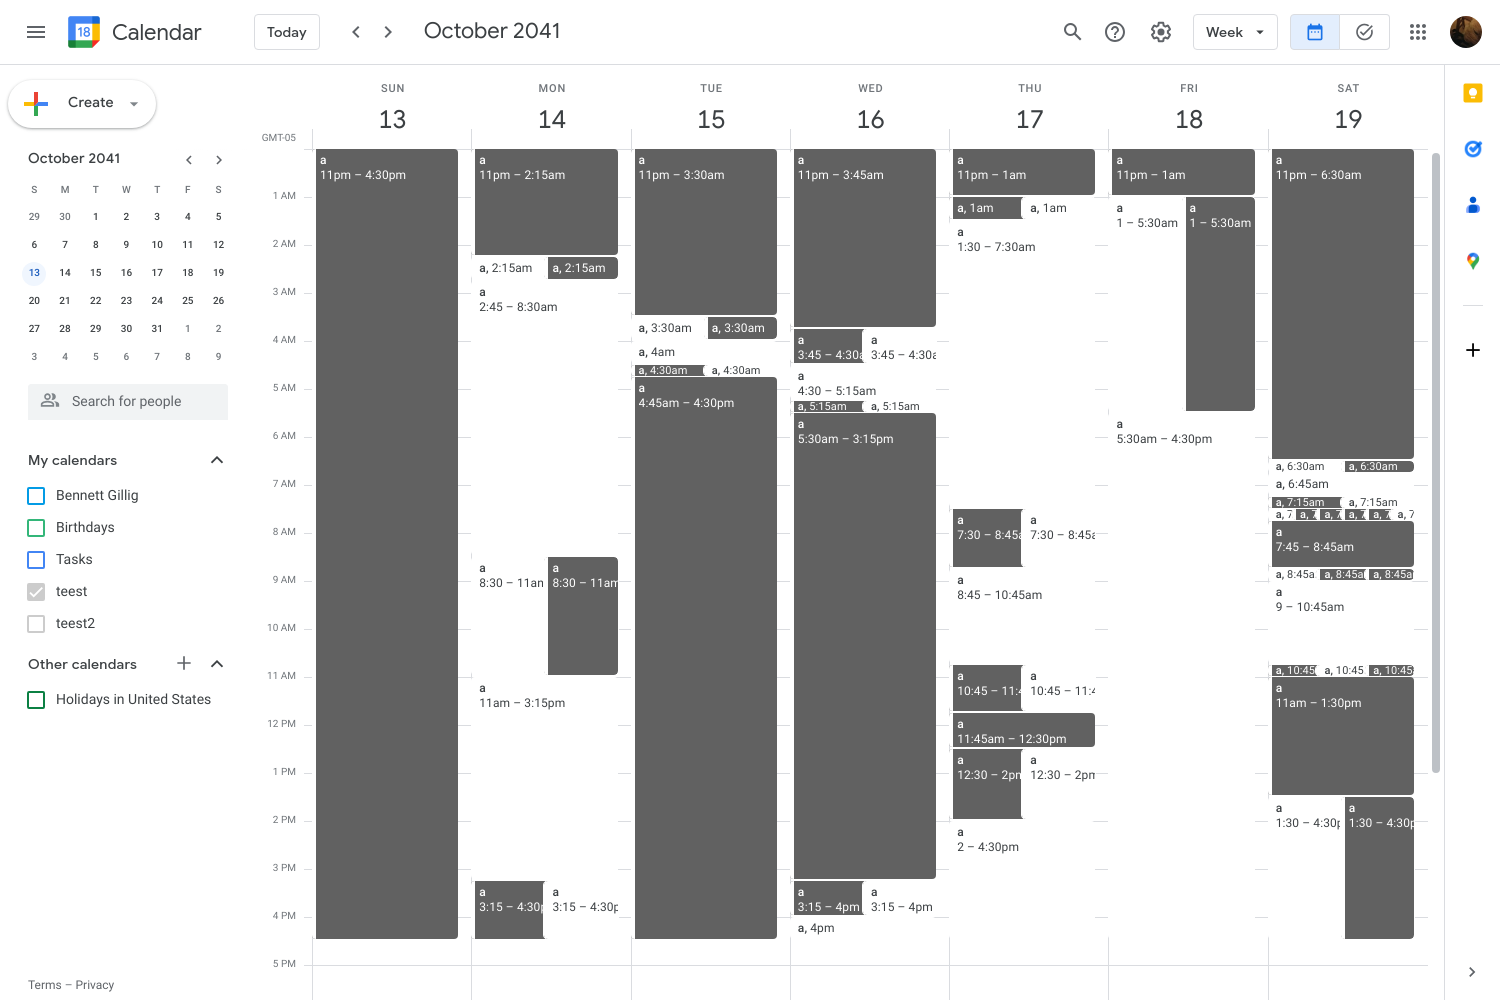 18 Calendar
Today
October 2041
Week
Create
October 2041
S M T W T F S
29 30 1 2 3 4 5
6 7 8 9 10 11 12
13 14 15 16 17 18 19
20 21 22 23 24 25 26
27 28 29 30 31 1 2
3 4 5 6 7 8 9
Search for people
My calendars
Bennett Gillig
Birthdays
Tasks
teest
teest2
Other calendars
Holidays in United States
Terms – Privacy
GMT-05
1 AM
2 AM
3 AM
4 AM
5 AM
6 AM
7 AM
8 AM
9 AM
10 AM
11 AM
12 PM
1 PM
2 PM
3 PM
4 PM
5 PM
SUN
13
a
11pm – 4:30pm
MON
14
a
11pm – 2:15am
a, 2:15am
a, 2:15am
a
2:45 – 8:30am
a
8:30 – 11am
a
8:30 – 11am
a
11am – 3:15pm
a
3:15 – 4:30p
a
3:15 – 4:30p
TUE
15
a
11pm – 3:30am
a, 3:30am
a, 3:30am
a, 4am
a, 4:30am
a, 4:30am
a
4:45am – 4:30pm
WED
16
a
11pm – 3:45am
a
3:45 – 4:30a
a
3:45 – 4:30a
a
4:30 – 5:15am
a, 5:15am
a, 5:15am
a
5:30am – 3:15pm
a
3:15 – 4pm
a
3:15 – 4pm
a, 4pm
THU
17
a
11pm – 1am
a, 1am
a, 1am
a
1:30 – 7:30am
a
7:30 – 8:45a
a
7:30 – 8:45a
a
8:45 – 10:45am
a
10:45 – 11:4
a
10:45 – 11:4
a
11:45am – 12:30pm
a
12:30 – 2pm
a
12:30 – 2pm
a
2 – 4:30pm
FRI
18
a
11pm – 1am
a
1 – 5:30am
a
1 – 5:30am
a
5:30am – 4:30pm
SAT
19
a
11pm – 6:30am
a, 6:30am
a, 6:30am
a, 6:45am
a, 7:15am
a, 7:15am
a, 7
a, 7
a, 7
a, 7
a, 7
a, 7
a
7:45 – 8:45am
a, 8:45a
a, 8:45a
a, 8:45a
a
9 – 10:45am
a, 10:45
a, 10:45
a, 10:45
a
11am – 1:30pm
a
1:30 – 4:30p
a
1:30 – 4:30p